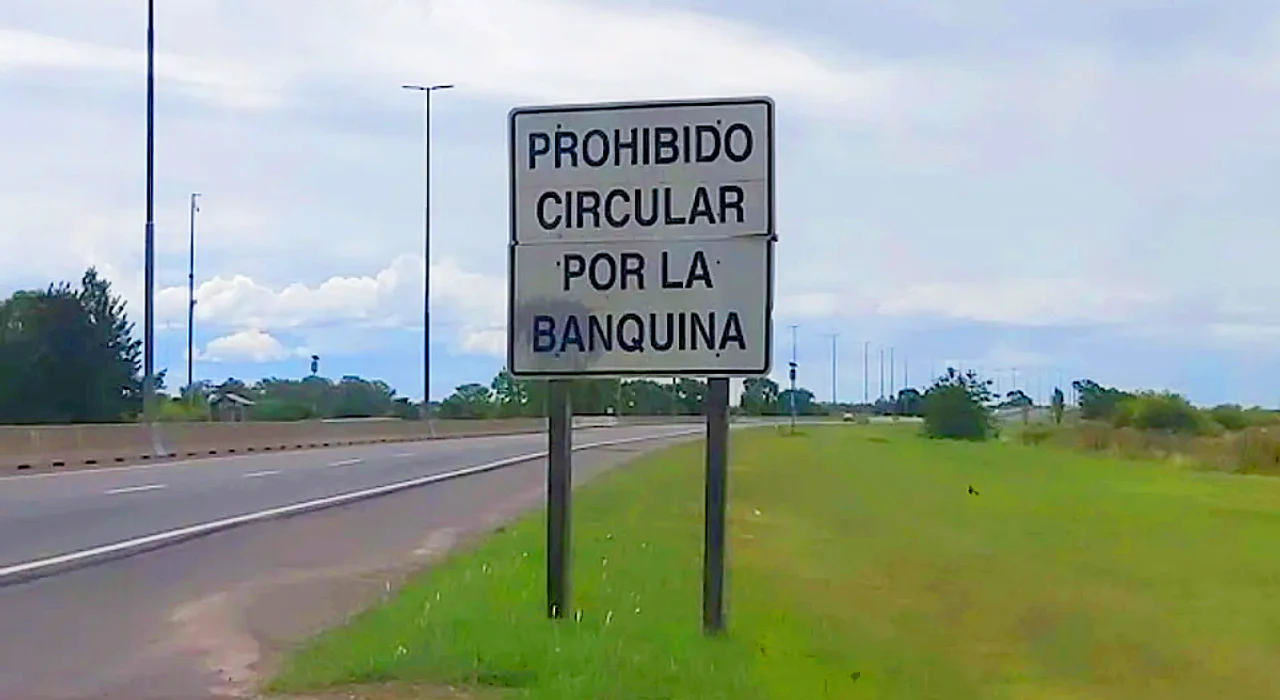 PROHIBIDO
CIRCULAR
POR LA
BANQUINA